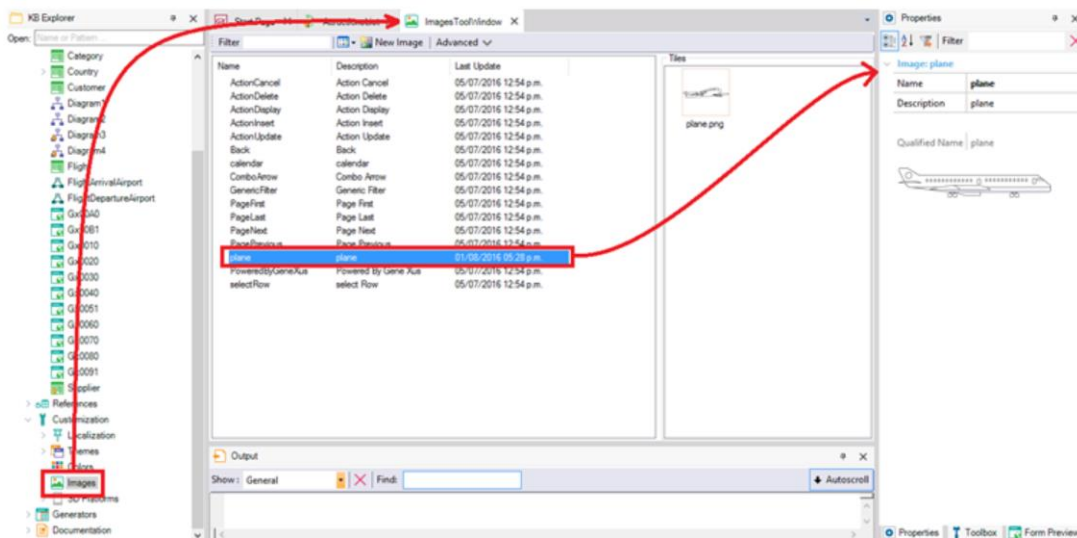 KB Explorer
Open: Name or Pattern ...
Category
Country
Customer
Diagram1
Diagram2
Diagram3
Diagram4
Flight
FlightArrivalAirport
FlightDepartureAirport
Gx00A0
Gx00B1
Gx0010
Gx0020
Gx0030
Gx0040
Gx0051
Gx0060
Gx0070
Gx0080
Gx0091
Supplier
References
Customization
Localization
Themes
Colors
Images
SD Platforms
Generators
Documentation
Start Page
ImagesToolWindow
Filter New Image Advanced
Name Description Last Update
ActionCancel Action Cancel 05/07/2016 12:54 p.m.
ActionDelete Action Delete 05/07/2016 12:54 p.m.
ActionDisplay Action Display 05/07/2016 12:54 p.m.
ActionInsert Action Insert 05/07/2016 12:54 p.m.
ActionUpdate Action Update 05/07/2016 12:54 p.m.
Back Back 05/07/2016 12:54 p.m.
calendar calendar 05/07/2016 12:54 p.m.
ComboArrow Combo Arrow 05/07/2016 12:54 p.m.
GenericFilter Generic Filter 05/07/2016 12:54 p.m.
PageFirst Page First 05/07/2016 12:54 p.m.
PageLast Page Last 05/07/2016 12:54 p.m.
PageNext Page Next 05/07/2016 12:54 p.m.
PagePrevious Page Previous 05/07/2016 12:54 p.m.
plane plane 01/08/2016 05:28 p.m.
PoweredByGeneXus Powered By Gene Xus 05/07/2016 12:54 p.m.
selectRow select Row 05/07/2016 12:54 p.m.
Tiles
plane.png
Output
Show: General Find: Autoscroll
Properties
Filter
Image: plane
Name plane
Description plane
Qualified Name plane
Properties Toolbox Form Preview